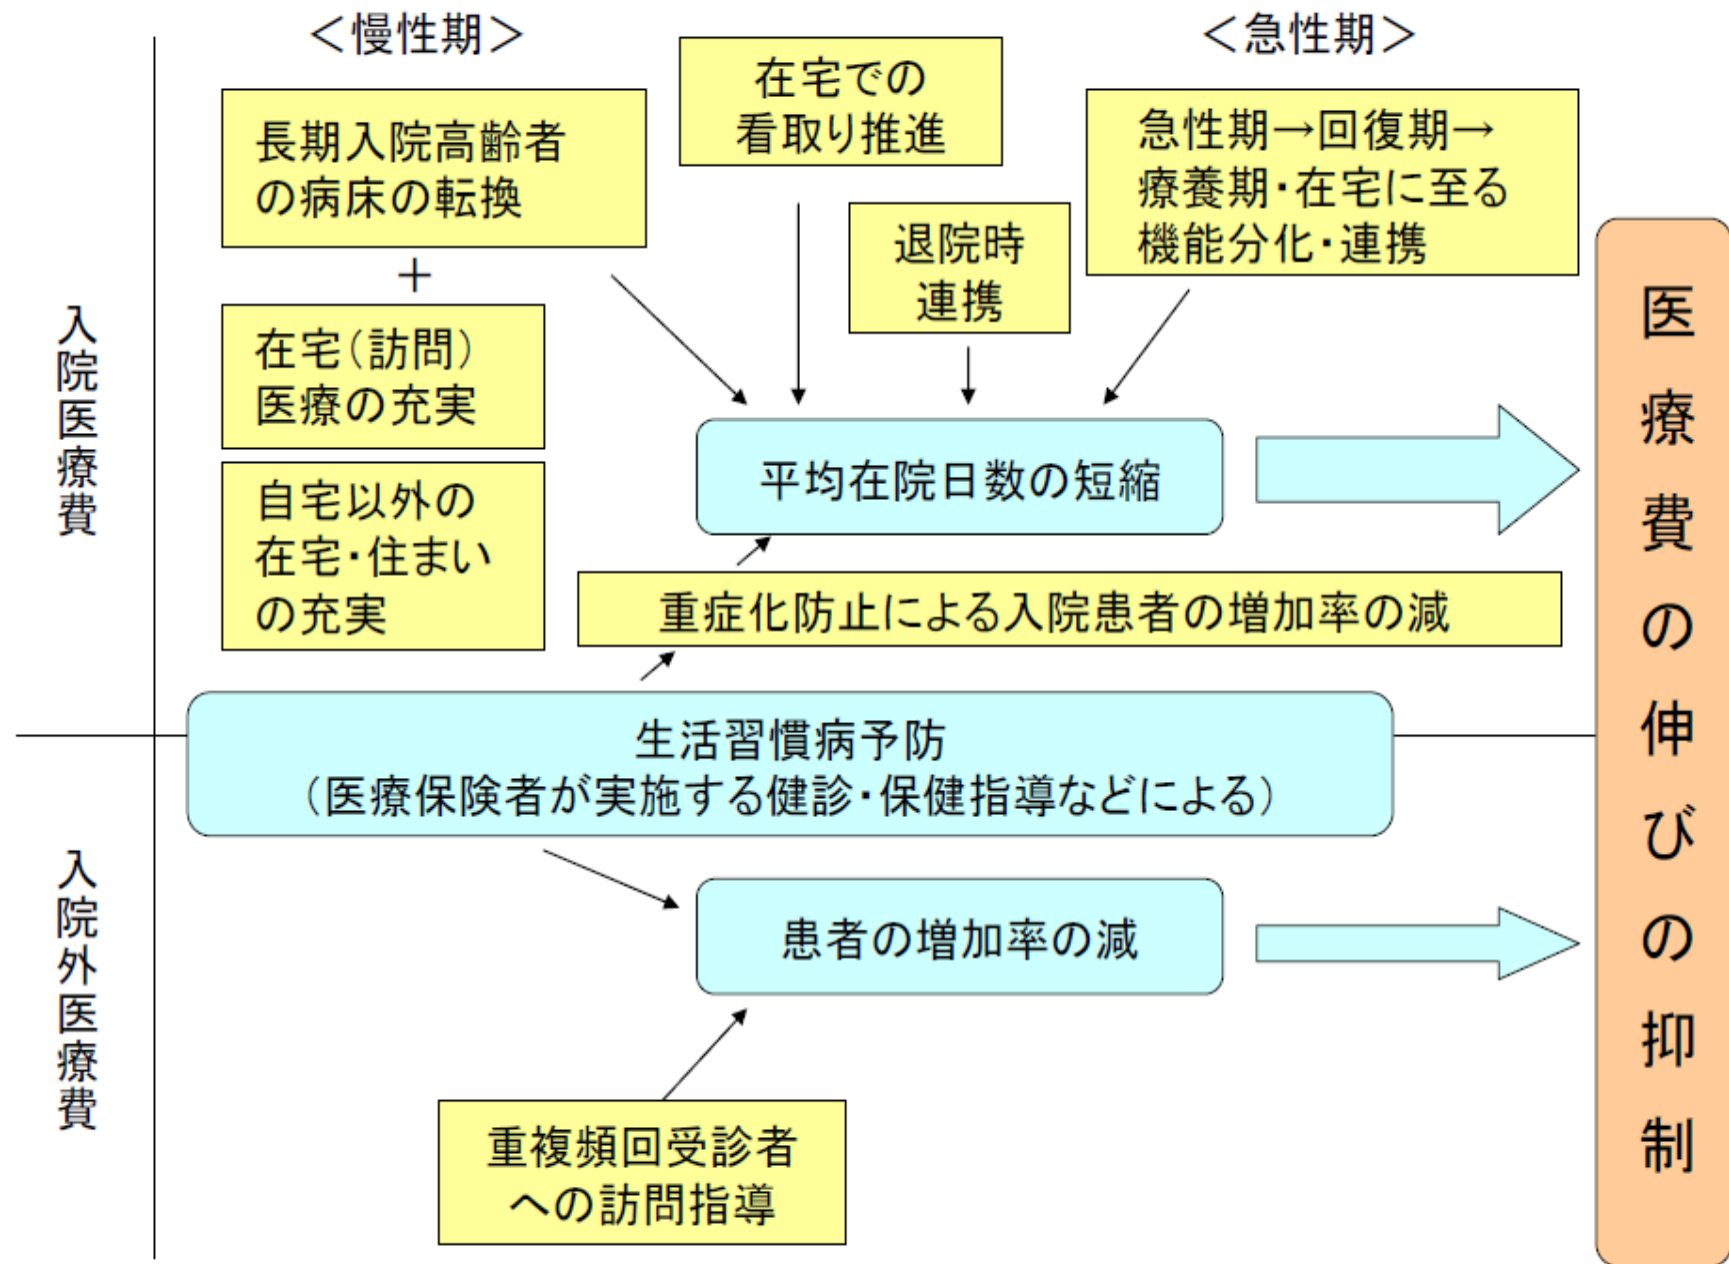 ＜慢性期＞
＜急性期＞
在宅での
看取り推進
長期入院高齢者
の病床の転換
急性期→回復期→
療養期・在宅に至る
機能分化・連携
退院時
連携
＋
在宅（訪問）
医療の充実
自宅以外の
在宅・住まい
の充実
入院医療費
平均在院日数の短縮
重症化防止による入院患者の増加率の減
生活習慣病予防
（医療保険者が実施する健診・保健指導などによる）
入院外医療費
患者の増加率の減
重複頻回受診者
への訪問指導
医療費の伸びの抑制